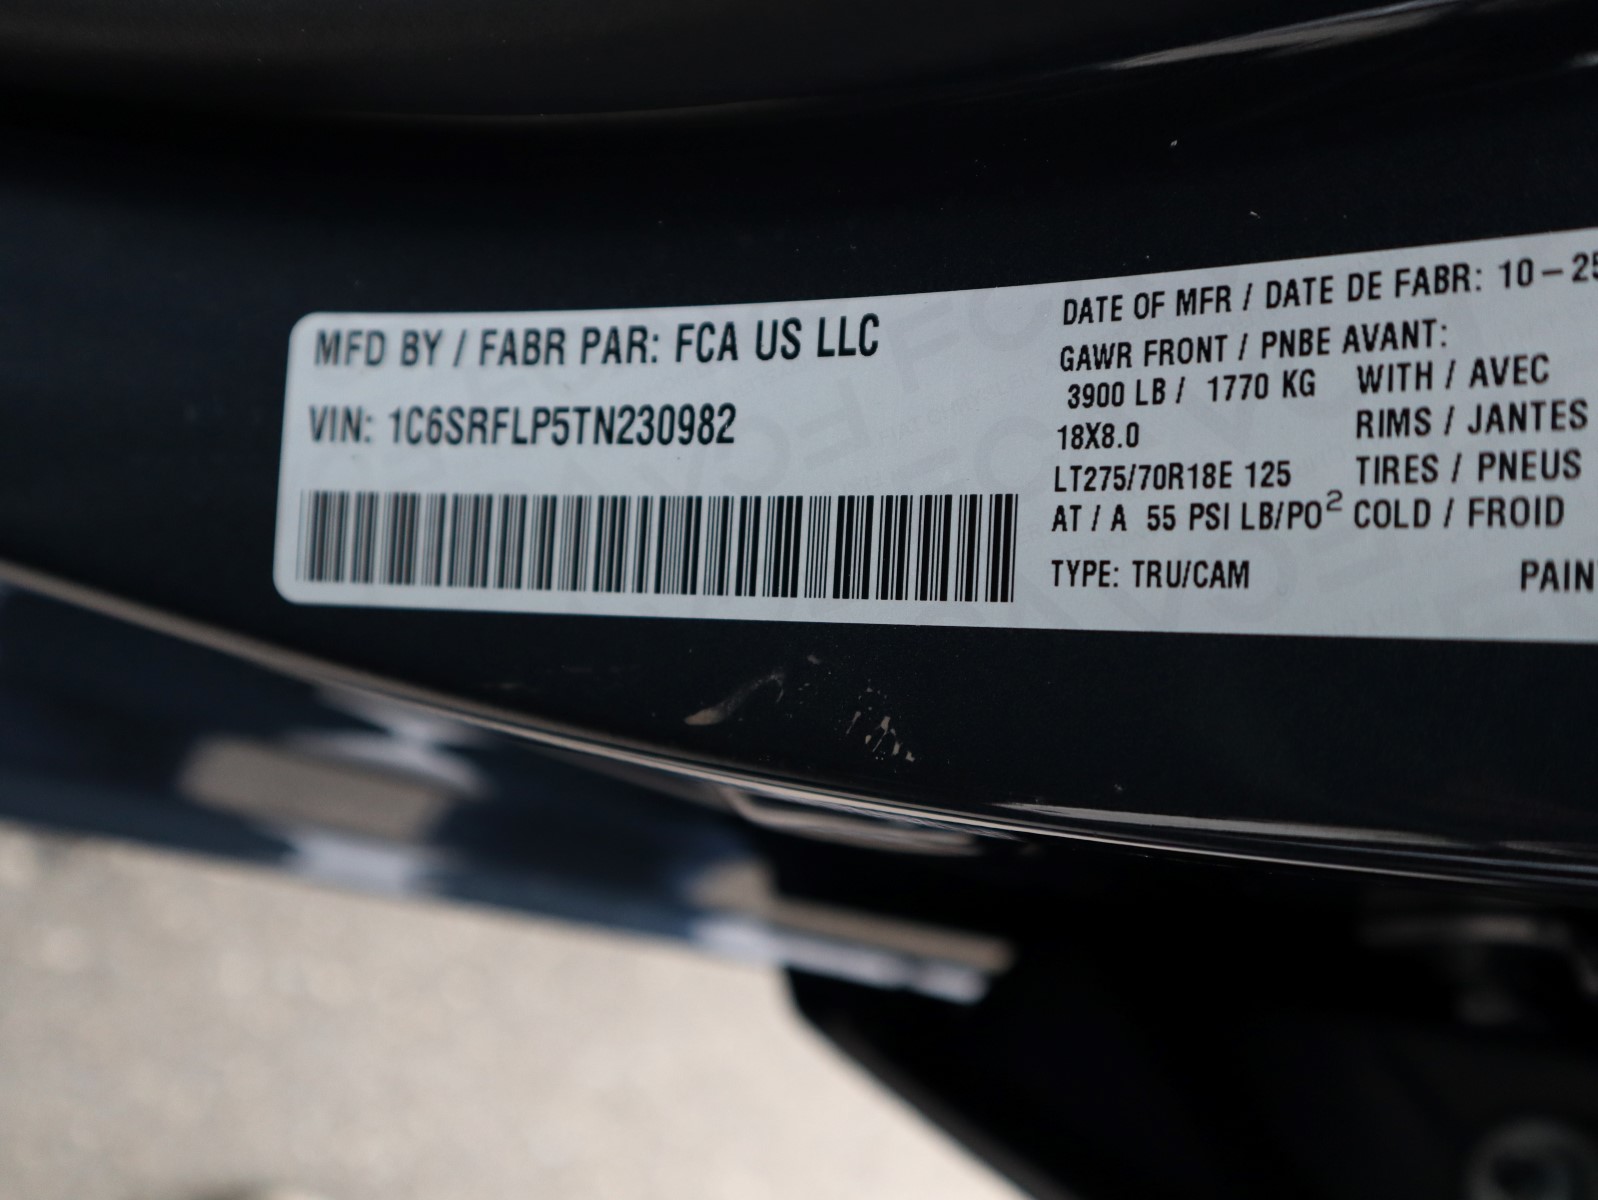 MFD BY / FABR PAR: FCA US LLC
VIN: 1C6SRFLP5TN230982
DATE OF MFR / DATE DE FABR: 10-25
GAWR FRONT / PNBE AVANT:
3900 LB / 1770 KG WITH / AVEC
18X8.0 RIMS / JANTES
LT275/70R18E 125 TIRES / PNEUS
AT / A 55 PSI LB/PO² COLD / FROID
TYPE: TRU/CAM PAIN